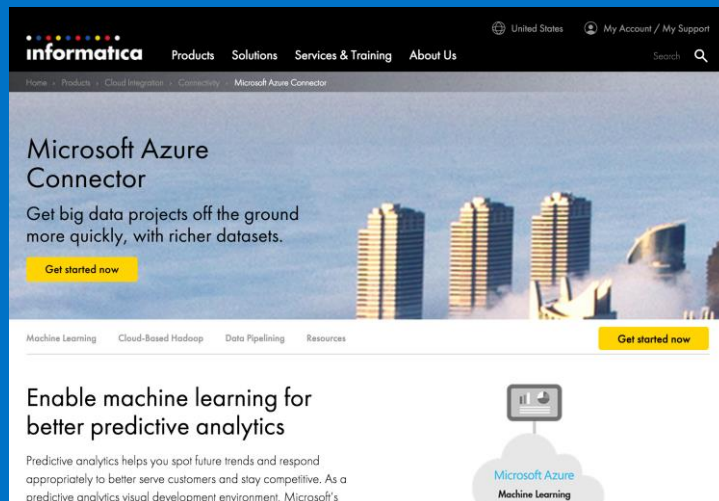 United States
My Account / My Support
informatica
Products
Solutions
Services & Training
About Us
Search
Home
Products
Cloud Integration
Connectivity
Microsoft Azure Connector
Microsoft Azure
Connector
Get big data projects off the ground
more quickly, with richer datasets.
Get started now
Machine Learning
Cloud-Based Hadoop
Data Pipelining
Resources
Get started now
Enable machine learning for
better predictive analytics
Predictive analytics helps you spot future trends and respond
appropriately to better serve customers and stay competitive. As a
predictive analytics visual development environment, Microsoft's
Microsoft Azure
Machine Learning